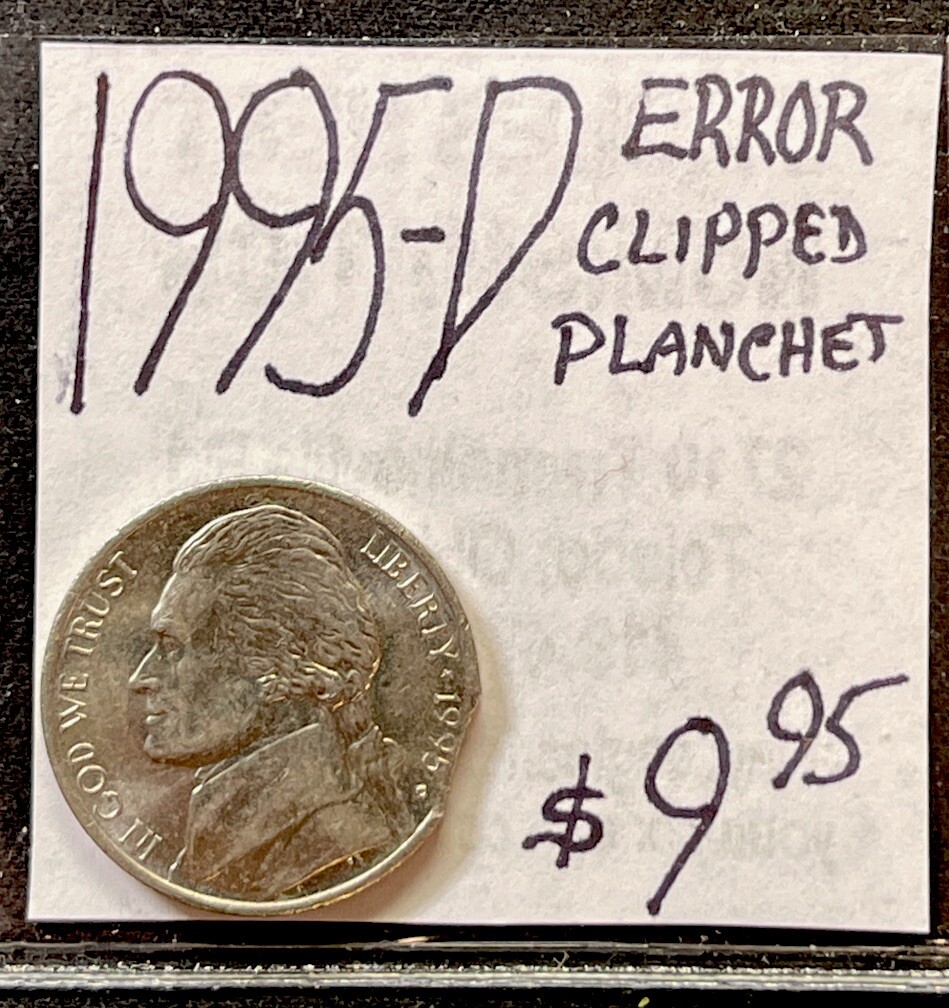 1995-D ERROR
CLIPPED
PLANCHET
IN GOD WE TRUST
LIBERTY * 1995
$9.95